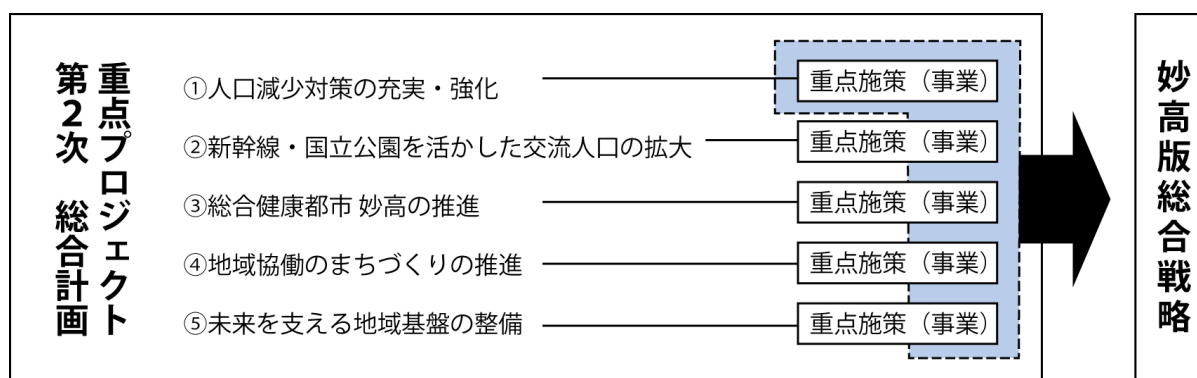 第2次　総合計画
重点プロジェクト
①人口減少対策の充実・強化
重点施策（事業）
②新幹線・国立公園を活かした交流人口の拡大
重点施策（事業）
③総合健康都市 妙高の推進
重点施策（事業）
④地域協働のまちづくりの推進
重点施策（事業）
⑤未来を支える地域基盤の整備
重点施策（事業）
妙高版総合戦略